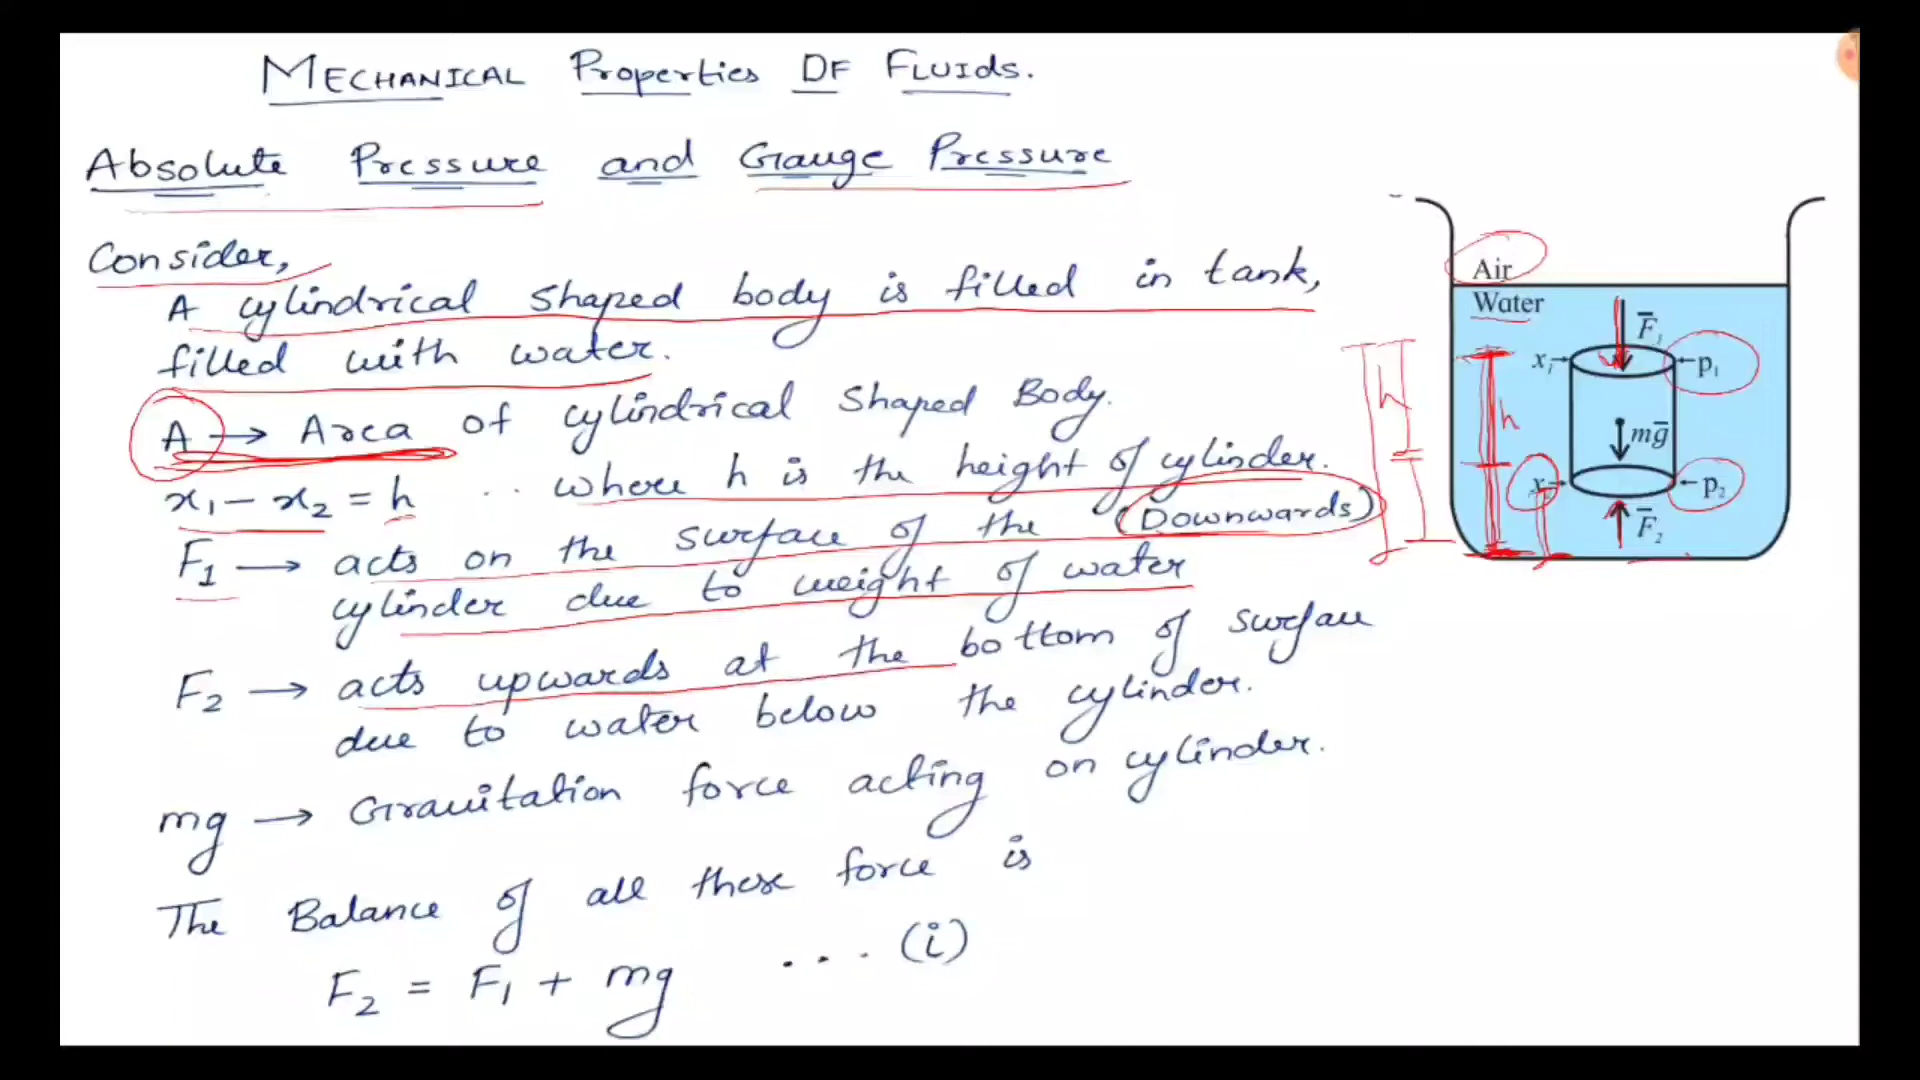 MECHANICAL Properties OF FLUIDS.
Absolute Pressure and Gauge Pressure
Consider,
A cylindrical shaped body is filled in tank,
filled with water.
A → Area of cylindrical shaped Body.
x₁ - x₂ = h .. where h is the height of cylinder.
F₁ → acts on the surface of the (Downwards)
cylinder due to weight of water
F₂ → acts upwards at the bottom of surface
due to water below the cylinder.
mg → Gravitation force acting on cylinder.
The Balance of all these force is
F₂ = F₁ + mg .... (i)
Air
Water
F̅₁
x₁ p₁
h h
mg̅
x₂ p₂
F̅₂